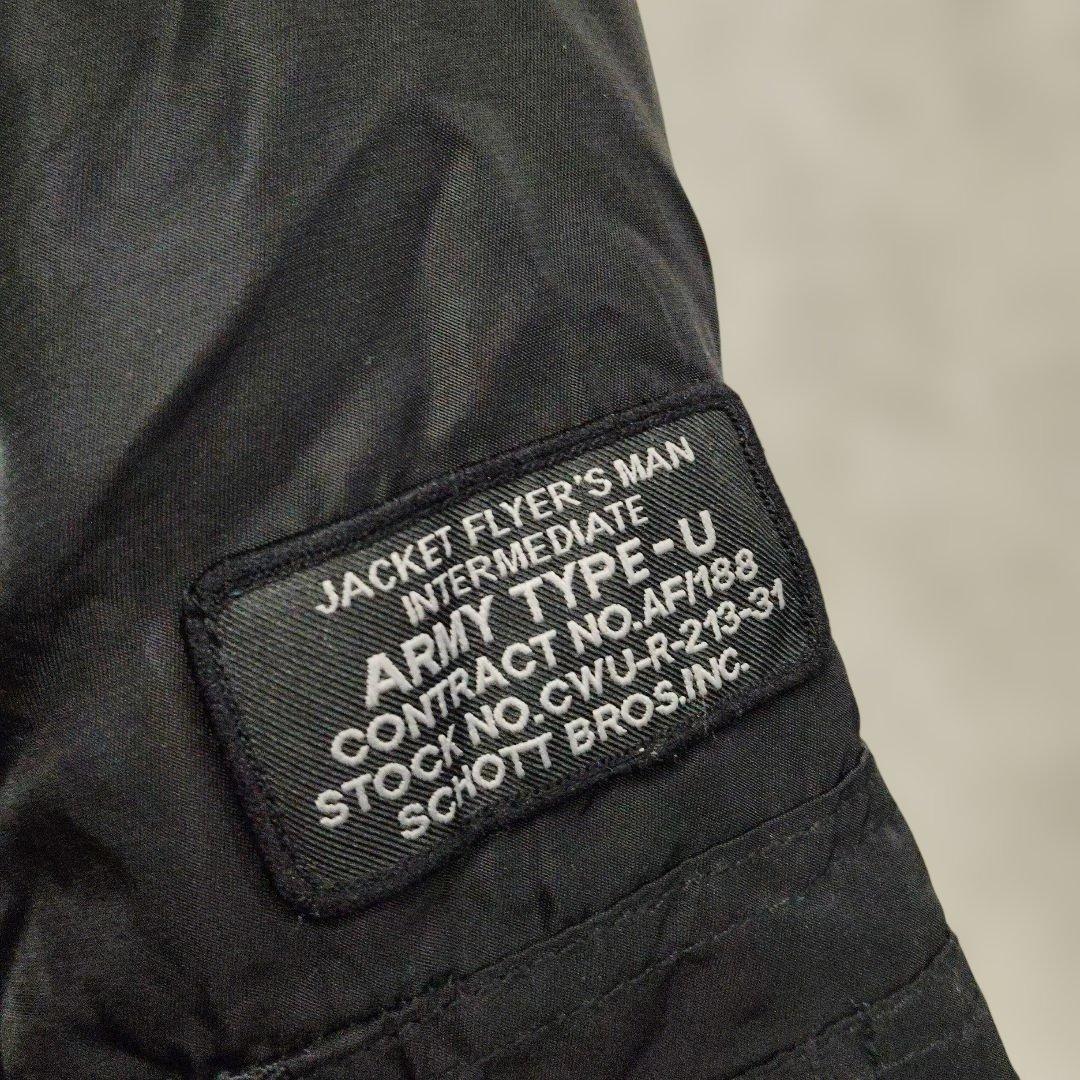 JACKET FLYER'S MAN
INTERMEDIATE
ARMY TYPE-U
CONTRACT NO.AF/188
STOCK NO.CWU-R-213-31
SCHOTT BROS.INC.